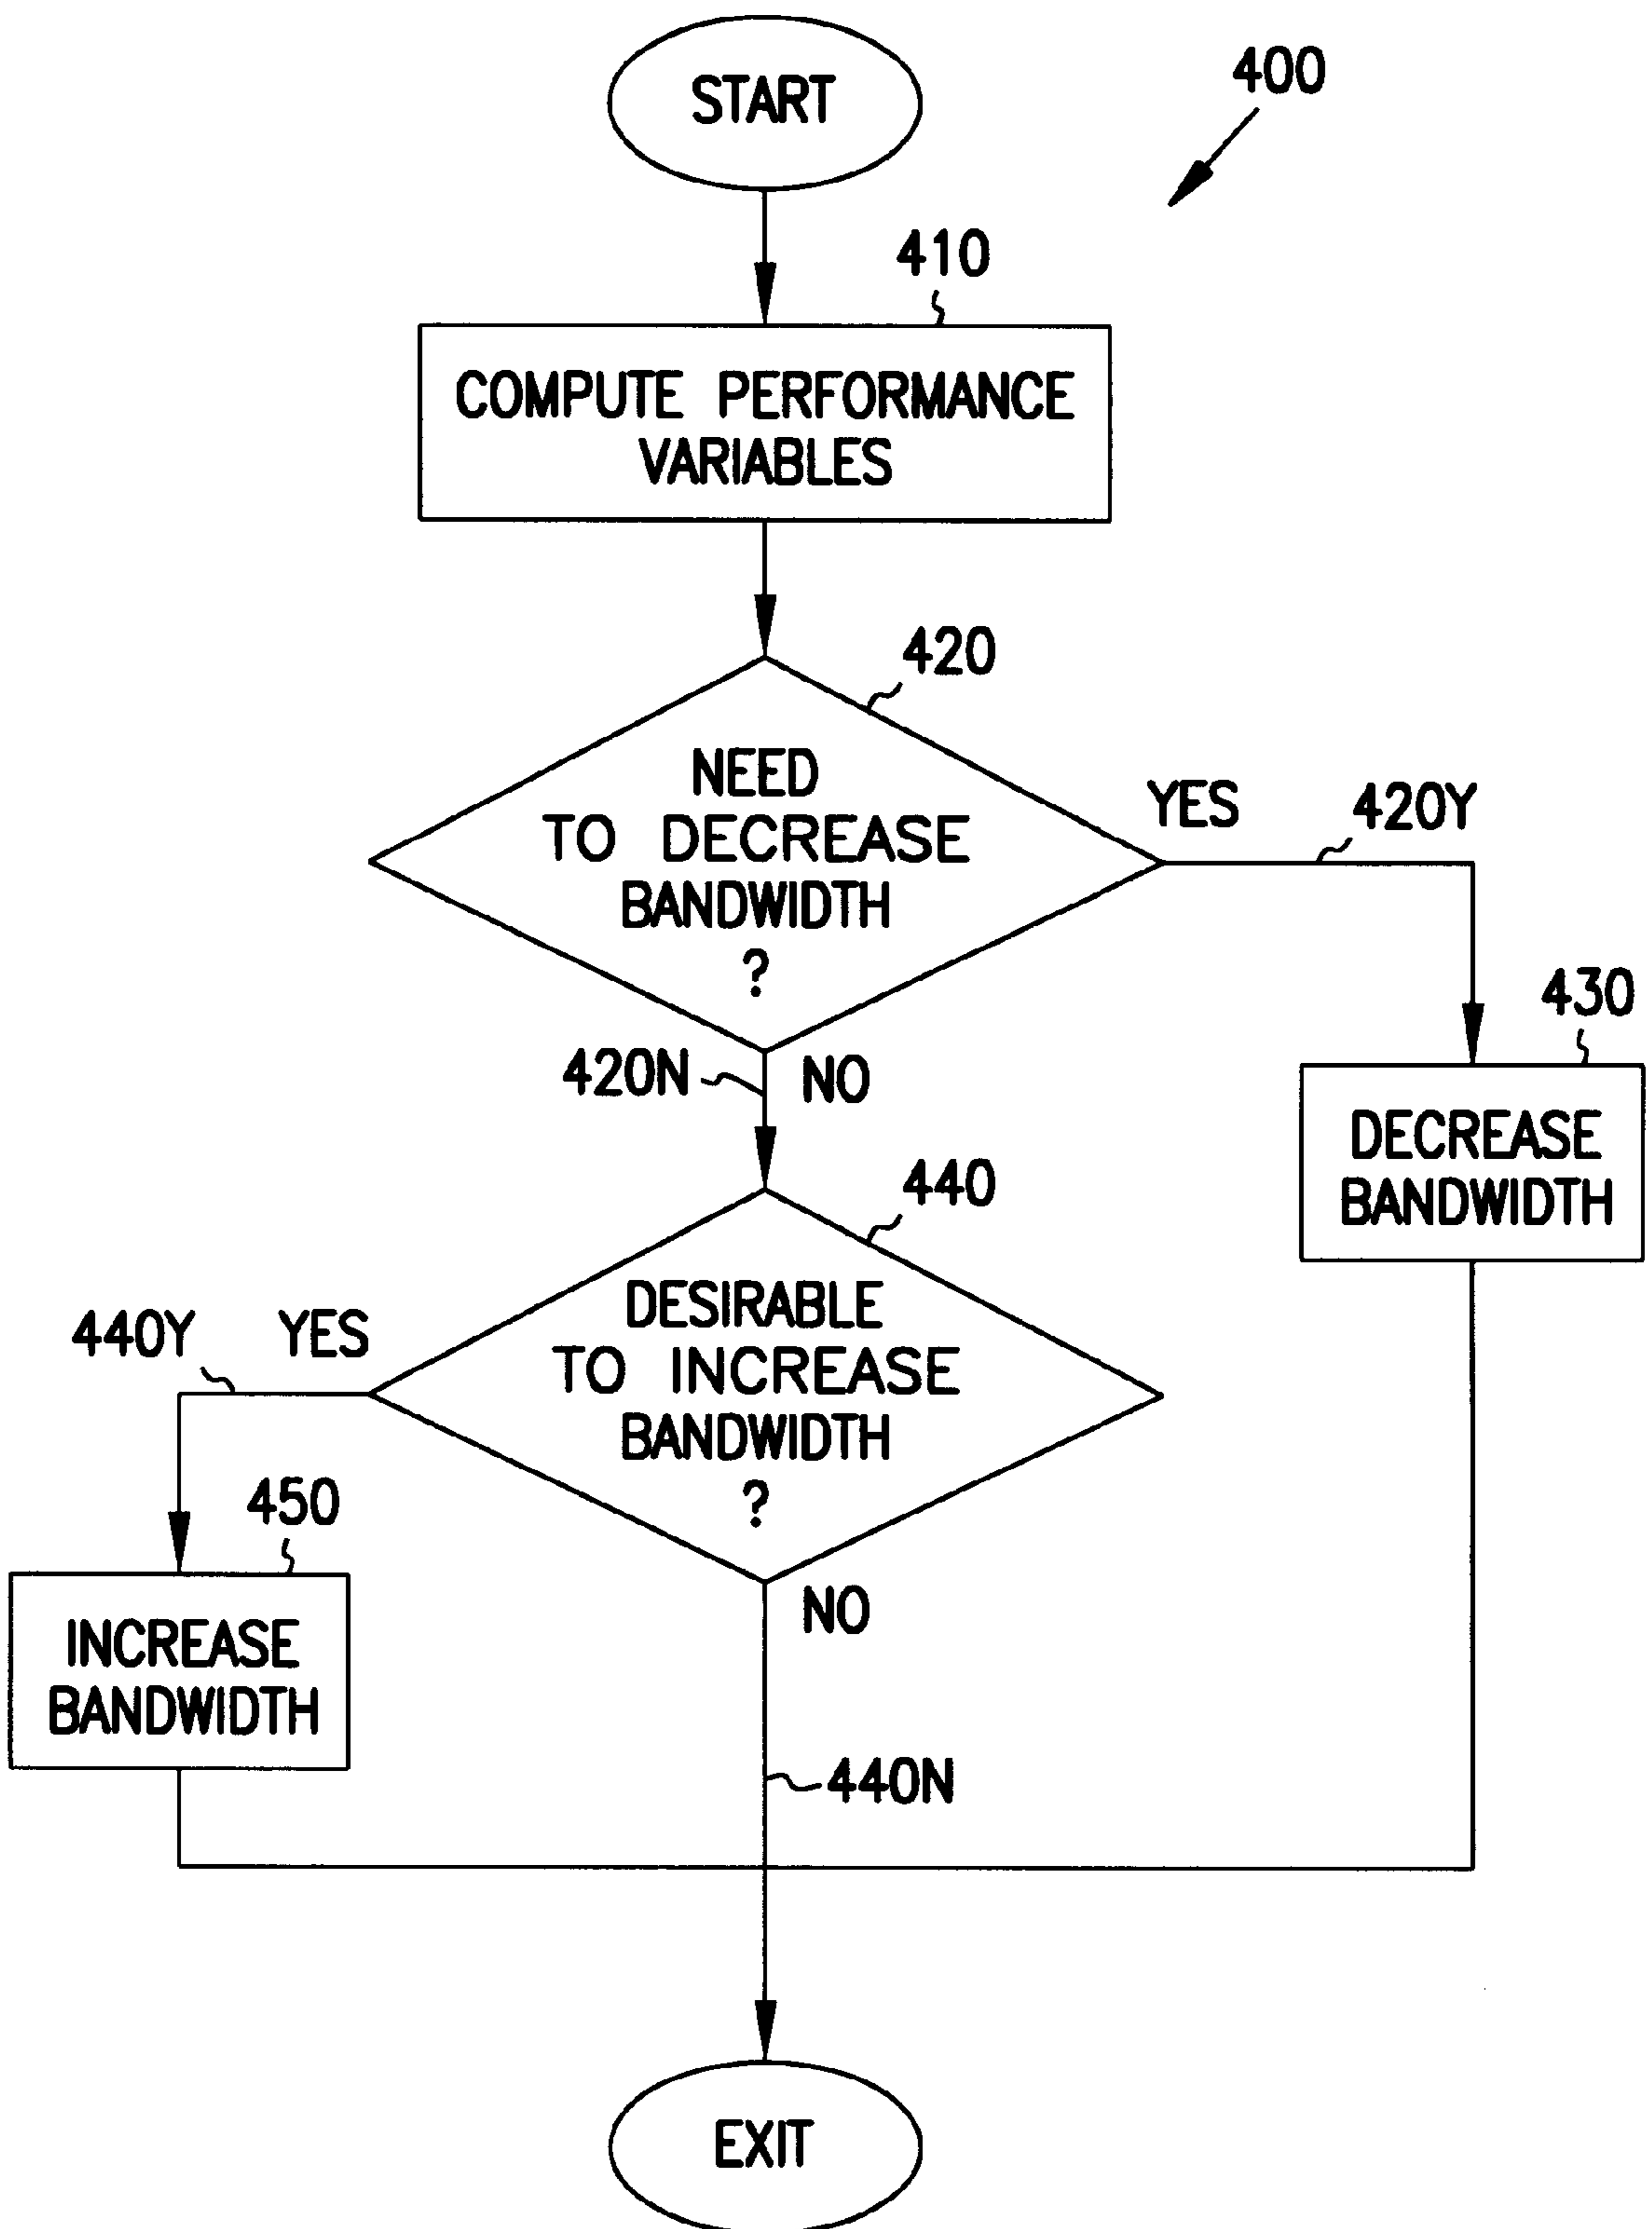 START
400
410
COMPUTE PERFORMANCE
VARIABLES
420
NEED
TO DECREASE
BANDWIDTH
?
YES
420Y
430
DECREASE
BANDWIDTH
420N
NO
440
DESIRABLE
TO INCREASE
BANDWIDTH
?
440Y
YES
450
INCREASE
BANDWIDTH
NO
440N
EXIT